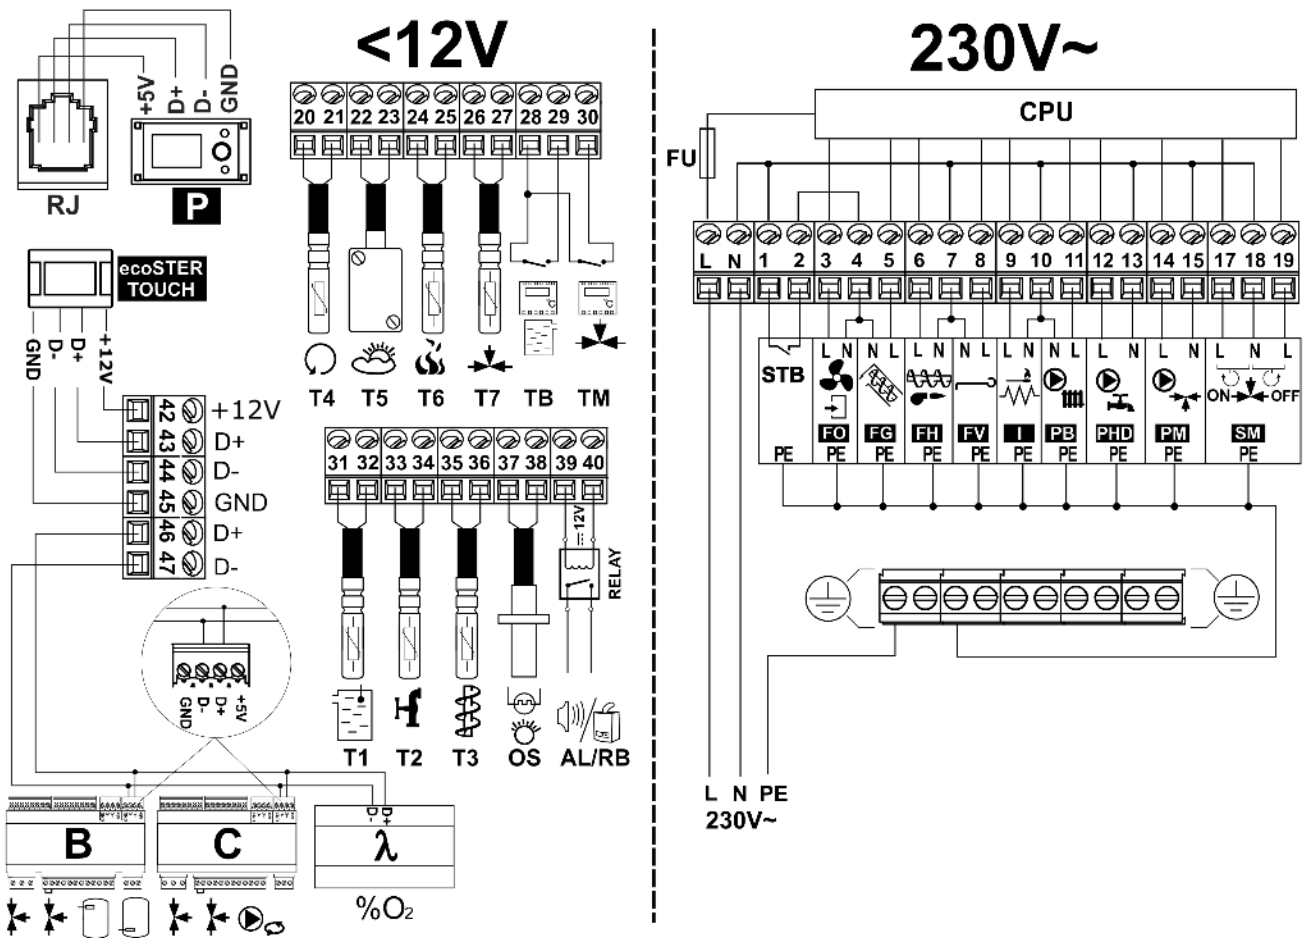 <12V
230V~
+5V
D+
D-
GND
RJ
P
CPU
FU
20 21 22 23 24 25 26 27 28 29 30
L N 1 2 3 4 5 6 7 8 9 10 11 12 13 14 15 17 18 19
ecoSTER
TOUCH
GND
D-
D+
+12V
°C
°C
T4 T5 T6 T7 TB TM
L N N L L N N L L N N L L N L N L N L
STB
ON OFF
FO FG FH FV I PB PHD PM SM
PE PE PE PE PE PE PE PE PE PE
42 +12V
43 D+
44 D-
45 GND
46 D+
47 D-
31 32 33 34 35 36 37 38 39 40
12V
RELAY
GND
D-
D+
+5V
T1 T2 T3 OS AL/RB
L N PE
230V~
D-
D+
B
C
λ
%O₂